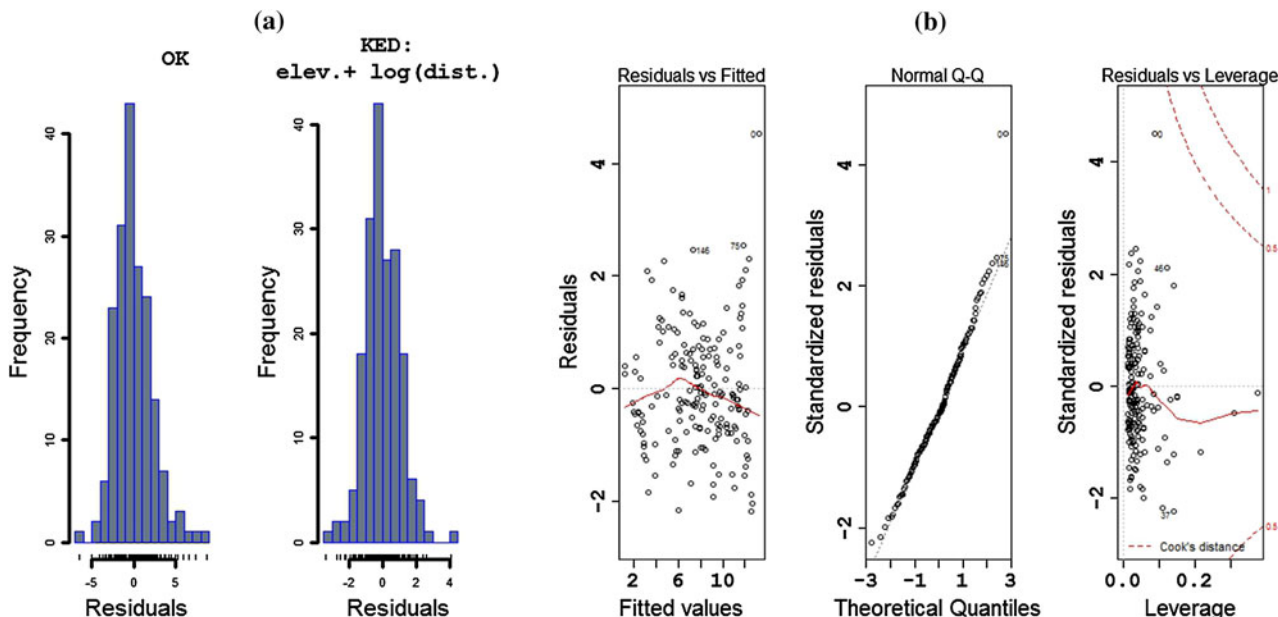 (a)
(b)
OK
KED:
elev.+ log(dist.)
Frequency
0
10
20
30
40
-5
0
5
Residuals
Frequency
0
10
20
30
40
-2
0
2
4
Residuals
Residuals vs Fitted
Residuals
4
2
0
-2
2
6
10
Fitted values
146
75
Normal Q-Q
Standardized residuals
4
2
0
-2
-3
-1
1
3
Theoretical Quantiles
146
Residuals vs Leverage
Standardized residuals
4
2
0
-2
0.0
0.2
Leverage
46
37
1
0.5
0.5
Cook's distance